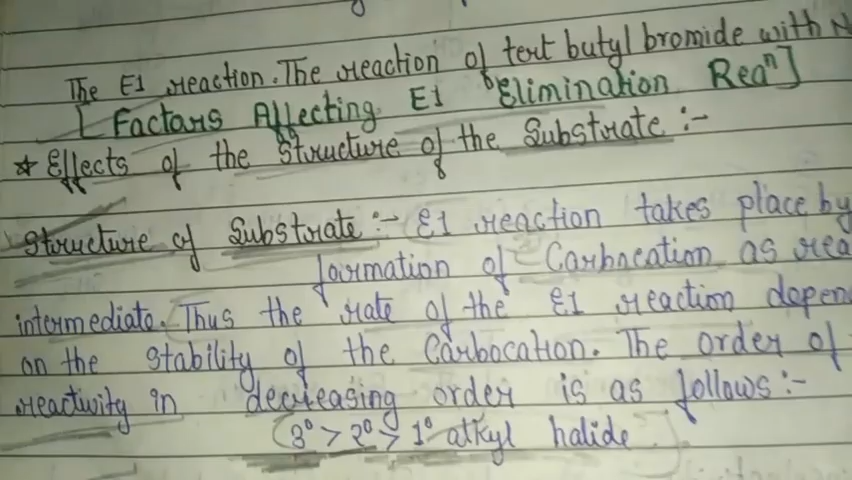 The E1 reaction. The reaction of tert butyl bromide with
[Factors Affecting E1 Elimination Reaⁿ]
* Effects of the Structure of the Substrate :-
Structure of Substrate :- E1 reaction takes place by
formation of Carbocation as rea
intermediate. Thus the rate of the E1 reaction depen
on the stability of the Carbocation. The order of
reactivity in decreasing order is as follows :-
(3° > 2° > 1° alkyl halide